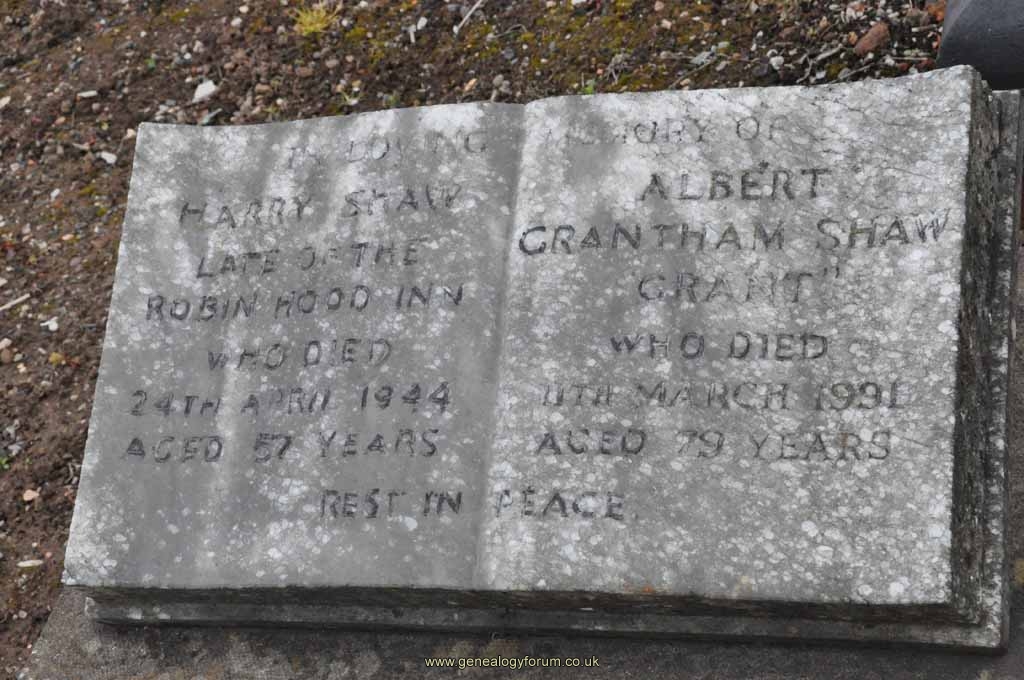 IN LOVING MEMORY OF
HARRY SHAW
LATE OF THE
ROBIN HOOD INN
WHO DIED
24TH APRIL 1944
AGED 57 YEARS
ALBERT
GRANTHAM SHAW
"GRANT"
WHO DIED
11TH MARCH 1991
AGED 79 YEARS
REST IN PEACE.
www.genealogyforum.co.uk